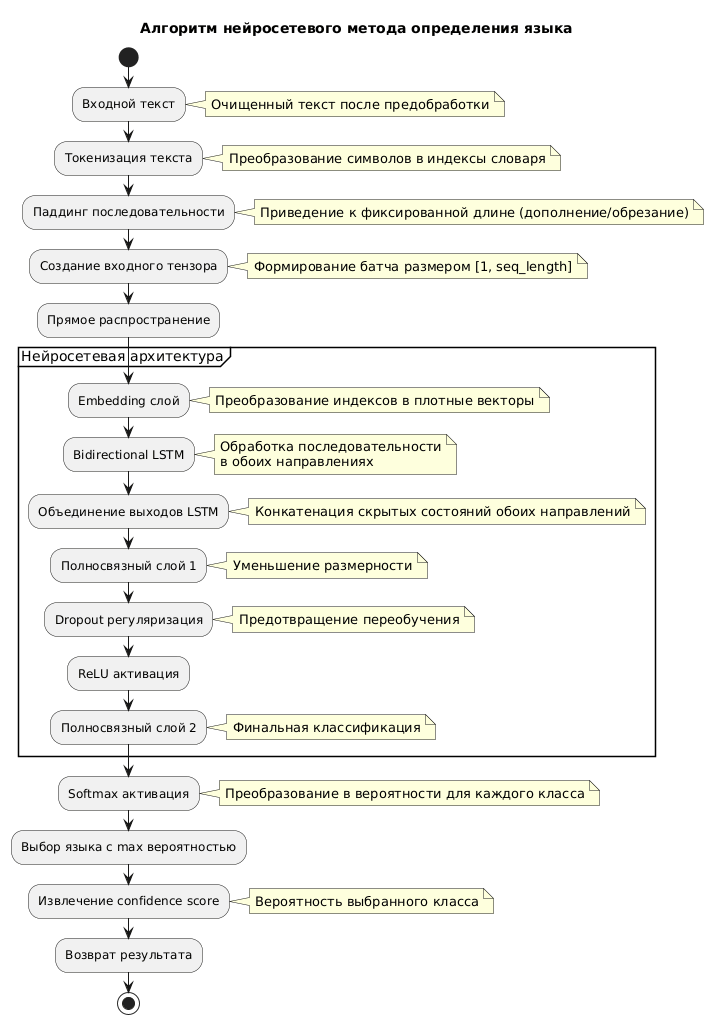 Алгоритм нейросетевого метода определения языка
Входной текст
Очищенный текст после предобработки
Токенизация текста
Преобразование символов в индексы словаря
Паддинг последовательности
Приведение к фиксированной длине (дополнение/обрезание)
Создание входного тензора
Формирование батча размером [1, seq_length]
Прямое распространение
Нейросетевая архитектура
Embedding слой
Преобразование индексов в плотные векторы
Bidirectional LSTM
Обработка последовательности
в обоих направлениях
Объединение выходов LSTM
Конкатенация скрытых состояний обоих направлений
Полносвязный слой 1
Уменьшение размерности
Dropout регуляризация
Предотвращение переобучения
ReLU активация
Полносвязный слой 2
Финальная классификация
Softmax активация
Преобразование в вероятности для каждого класса
Выбор языка с max вероятностью
Извлечение confidence score
Вероятность выбранного класса
Возврат результата